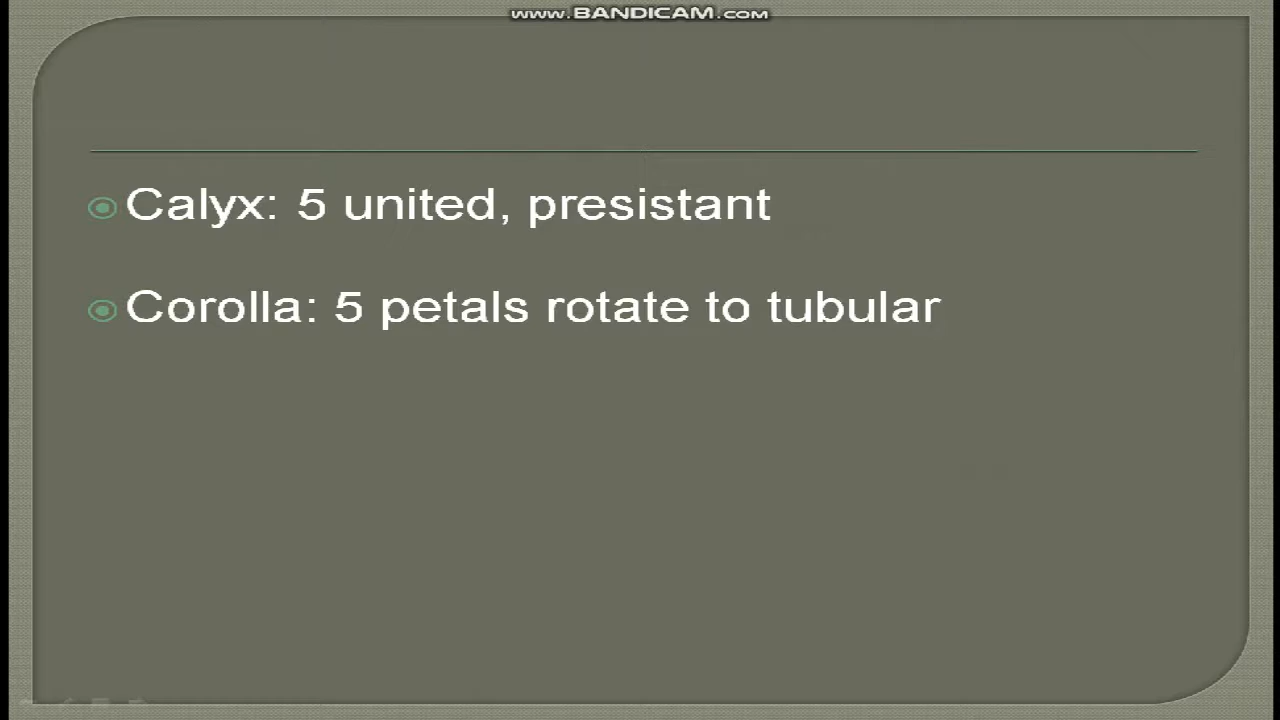 www.BANDICAM.com
Calyx: 5 united, presistant
Corolla: 5 petals rotate to tubular